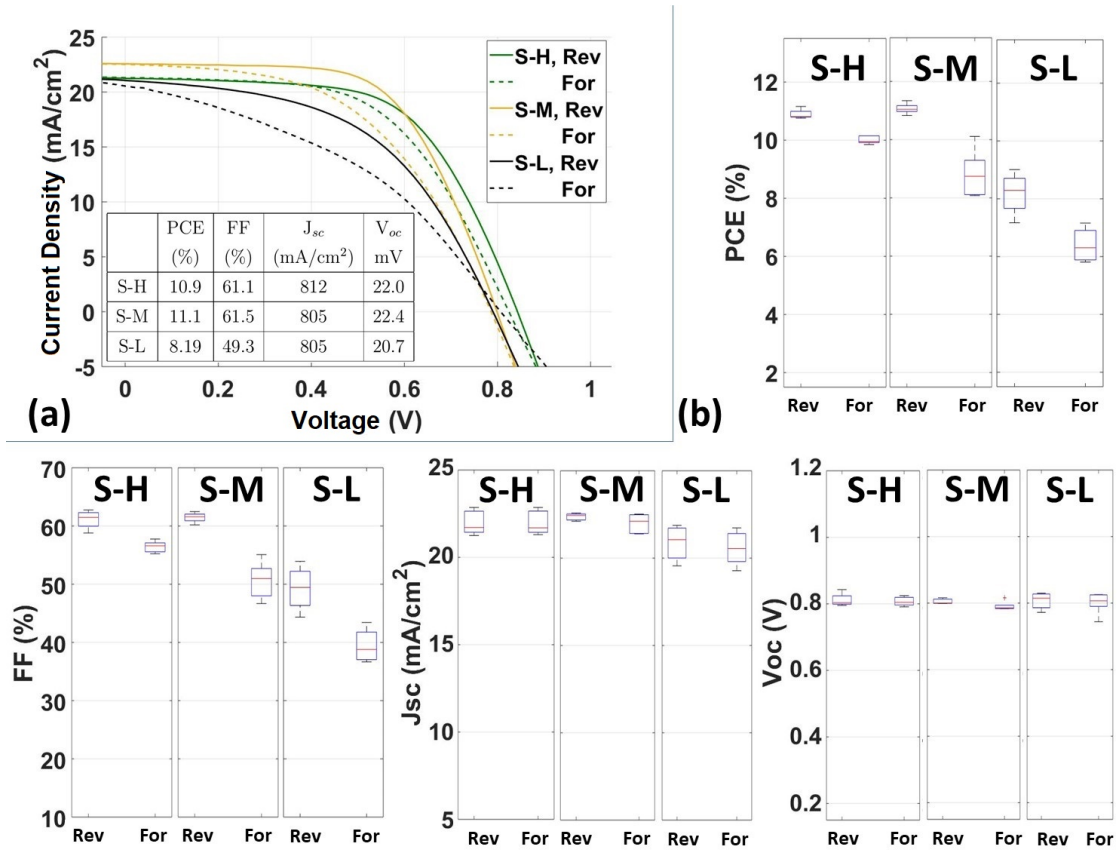 25
20
15
10
5
0
-5
Current Density (mA/cm²)
0
0.2
0.4
0.6
0.8
1
Voltage (V)
S-H, Rev
For
S-M, Rev
For
S-L, Rev
For
PCE FF J_sc V_oc
(%) (%) (mA/cm²) mV
S-H 10.9 61.1 812 22.0
S-M 11.1 61.5 805 22.4
S-L 8.19 49.3 805 20.7
(a)
S-H S-M S-L
12
10
8
6
4
2
PCE (%)
Rev For Rev For Rev For
(b)
S-H S-M S-L
70
60
50
40
30
20
10
FF (%)
Rev For Rev For Rev For
S-H S-M S-L
25
20
15
10
5
Jsc (mA/cm²)
Rev For Rev For Rev For
S-H S-M S-L
1.2
1
0.8
0.6
0.4
0.2
Voc (V)
Rev For Rev For Rev For